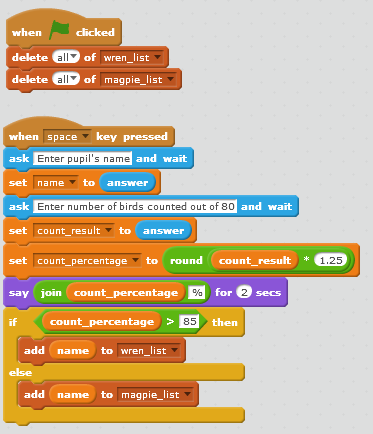 when clicked
delete all of wren_list
delete all of magpie_list
when space key pressed
ask Enter pupil's name and wait
set name to answer
ask Enter number of birds counted out of 80 and wait
set count_result to answer
set count_percentage to round count_result * 1.25
say join count_percentage % for 2 secs
if count_percentage > 85 then
add name to wren_list
else
add name to magpie_list